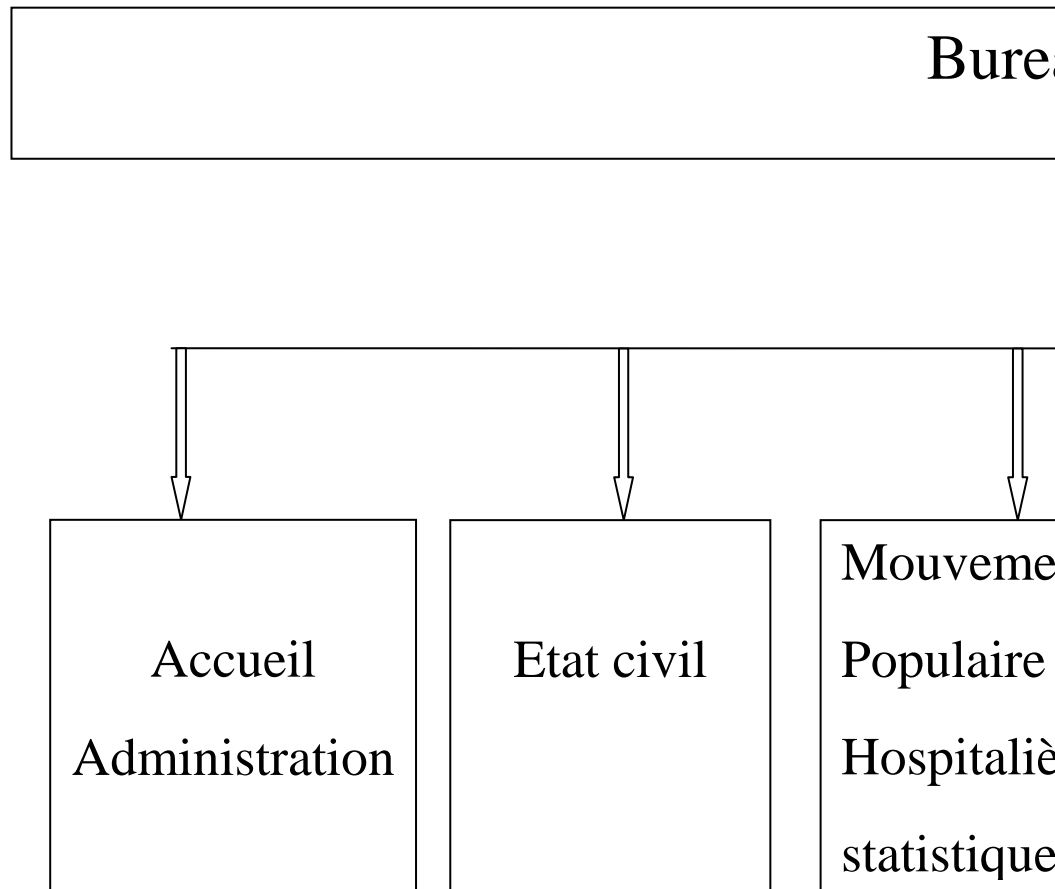 Burea
Accueil
Administration
Etat civil
Mouveme
Populaire
Hospitaliè
statistique